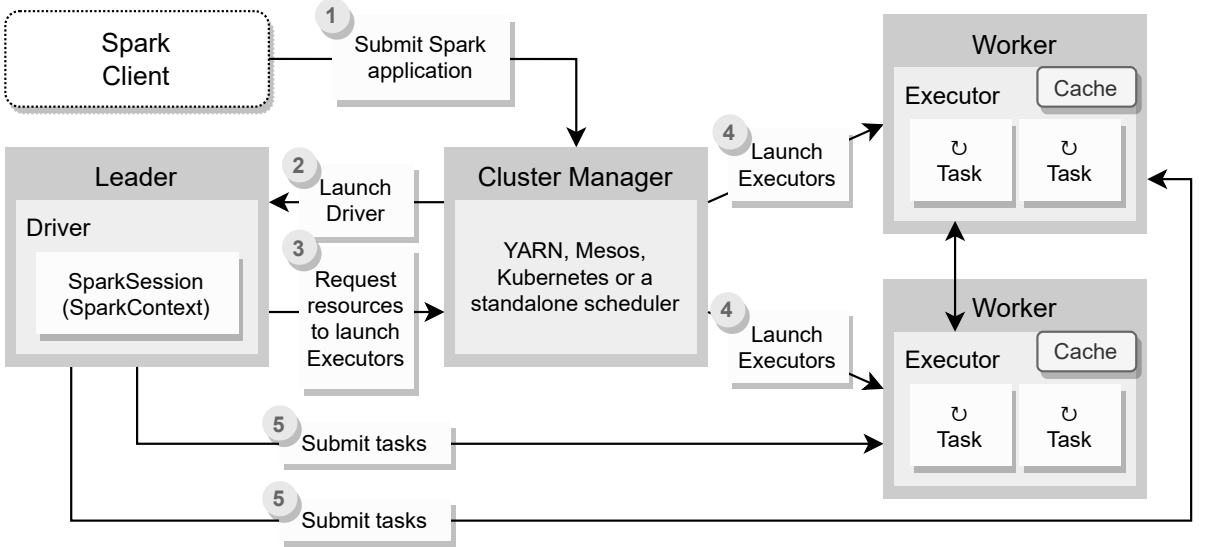 Spark
Client
1
Submit Spark
application
Leader
Driver
SparkSession
(SparkContext)
2
Launch
Driver
3
Request
resources
to launch
Executors
Cluster Manager
YARN, Mesos,
Kubernetes or a
standalone scheduler
4
Launch
Executors
4
Launch
Executors
Worker
Executor
Cache
↻ ↻
Task Task
Worker
Executor
Cache
↻ ↻
Task Task
5
Submit tasks
5
Submit tasks